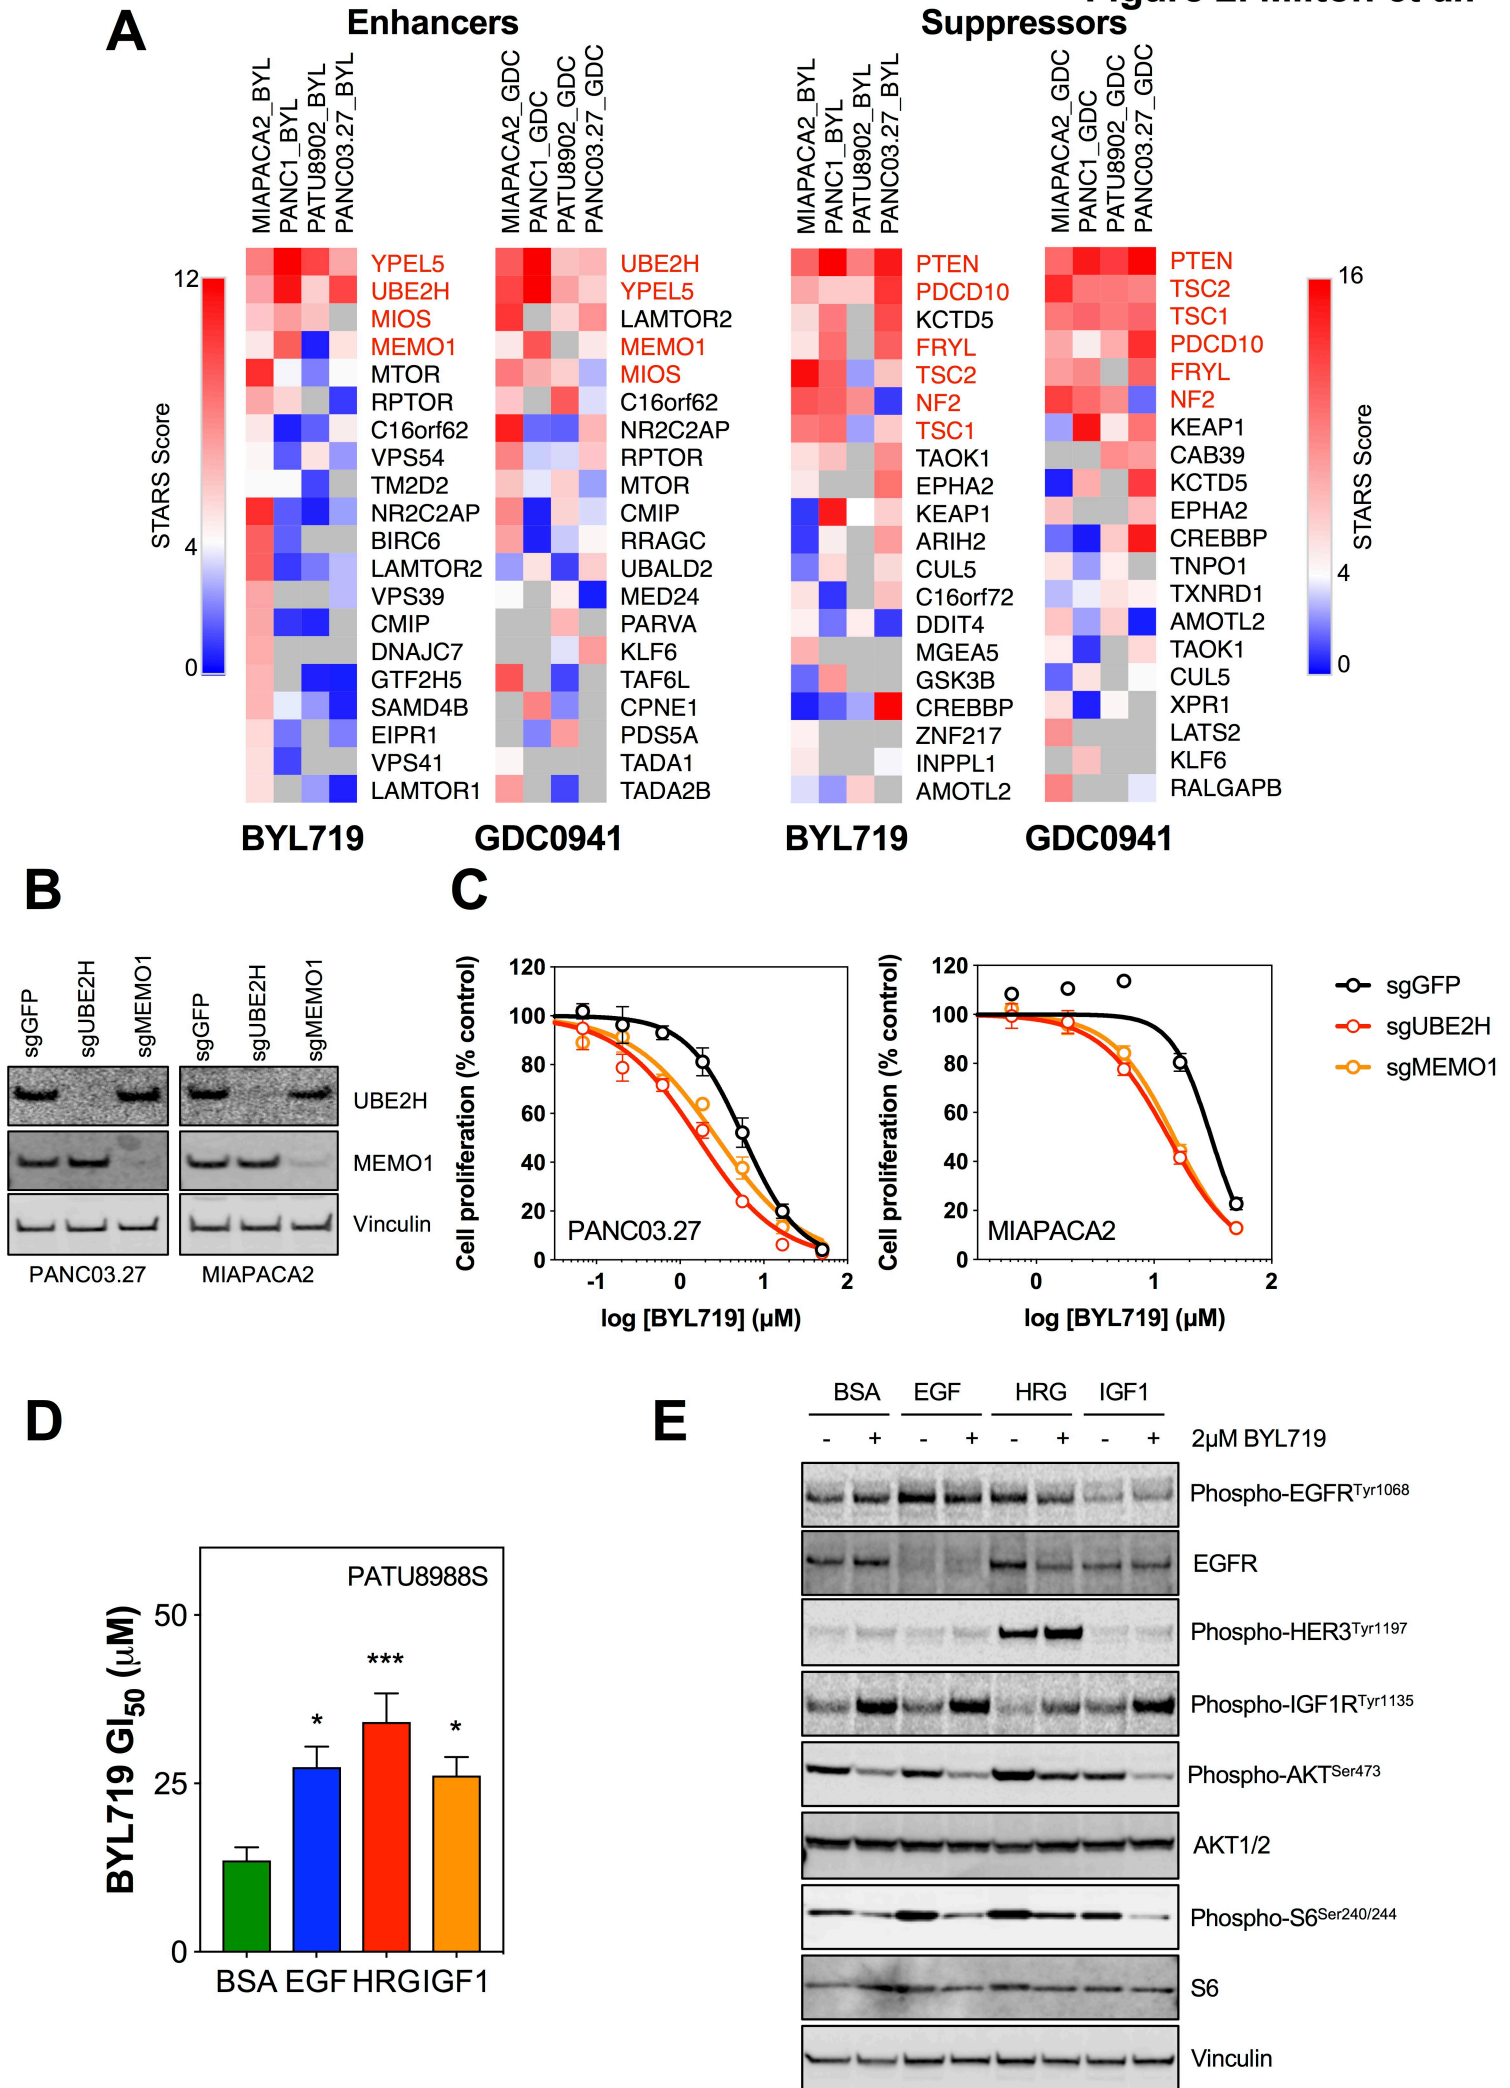 A
Enhancers
Suppressors
MIAPACA2_BYL
PANC1_BYL
PATU8902_BYL
PANC03.27_BYL
MIAPACA2_GDC
PANC1_GDC
PATU8902_GDC
PANC03.27_GDC
MIAPACA2_BYL
PANC1_BYL
PATU8902_BYL
PANC03.27_BYL
MIAPACA2_GDC
PANC1_GDC
PATU8902_GDC
PANC03.27_GDC
12
4
0
STARS Score
YPEL5
UBE2H
MIOS
MEMO1
MTOR
RPTOR
C16orf62
VPS54
TM2D2
NR2C2AP
BIRC6
LAMTOR2
VPS39
CMIP
DNAJC7
GTF2H5
SAMD4B
EIPR1
VPS41
LAMTOR1
BYL719
UBE2H
YPEL5
LAMTOR2
MEMO1
MIOS
C16orf62
NR2C2AP
RPTOR
MTOR
CMIP
RRAGC
UBALD2
MED24
PARVA
KLF6
TAF6L
CPNE1
PDS5A
TADA1
TADA2B
GDC0941
PTEN
PDCD10
KCTD5
FRYL
TSC2
NF2
TSC1
TAOK1
EPHA2
KEAP1
ARIH2
CUL5
C16orf72
DDIT4
MGEA5
GSK3B
CREBBP
ZNF217
INPPL1
AMOTL2
BYL719
PTEN
TSC2
TSC1
PDCD10
FRYL
NF2
KEAP1
CAB39
KCTD5
EPHA2
CREBBP
TNPO1
TXNRD1
AMOTL2
TAOK1
CUL5
XPR1
LATS2
KLF6
RALGAPB
GDC0941
16
4
0
STARS Score
B
sgGFP
sgUBE2H
sgMEMO1
sgGFP
sgUBE2H
sgMEMO1
UBE2H
MEMO1
Vinculin
PANC03.27
MIAPACA2
C
Cell proliferation (% control)
120
100
80
60
40
20
0
PANC03.27
-1
0
1
2
log [BYL719] (µM)
Cell proliferation (% control)
120
100
80
60
40
20
0
MIAPACA2
0
1
2
log [BYL719] (µM)
sgGFP
sgUBE2H
sgMEMO1
D
BYL719 GI50 (µM)
PATU8988S
50
25
0
*
***
*
BSA
EGF
HRG
IGF1
E
BSA
EGF
HRG
IGF1
- + - + - + - +
2µM BYL719
Phospho-EGFRTyr1068
EGFR
Phospho-HER3Tyr1197
Phospho-IGF1RTyr1135
Phospho-AKTSer473
AKT1/2
Phospho-S6Ser240/244
S6
Vinculin